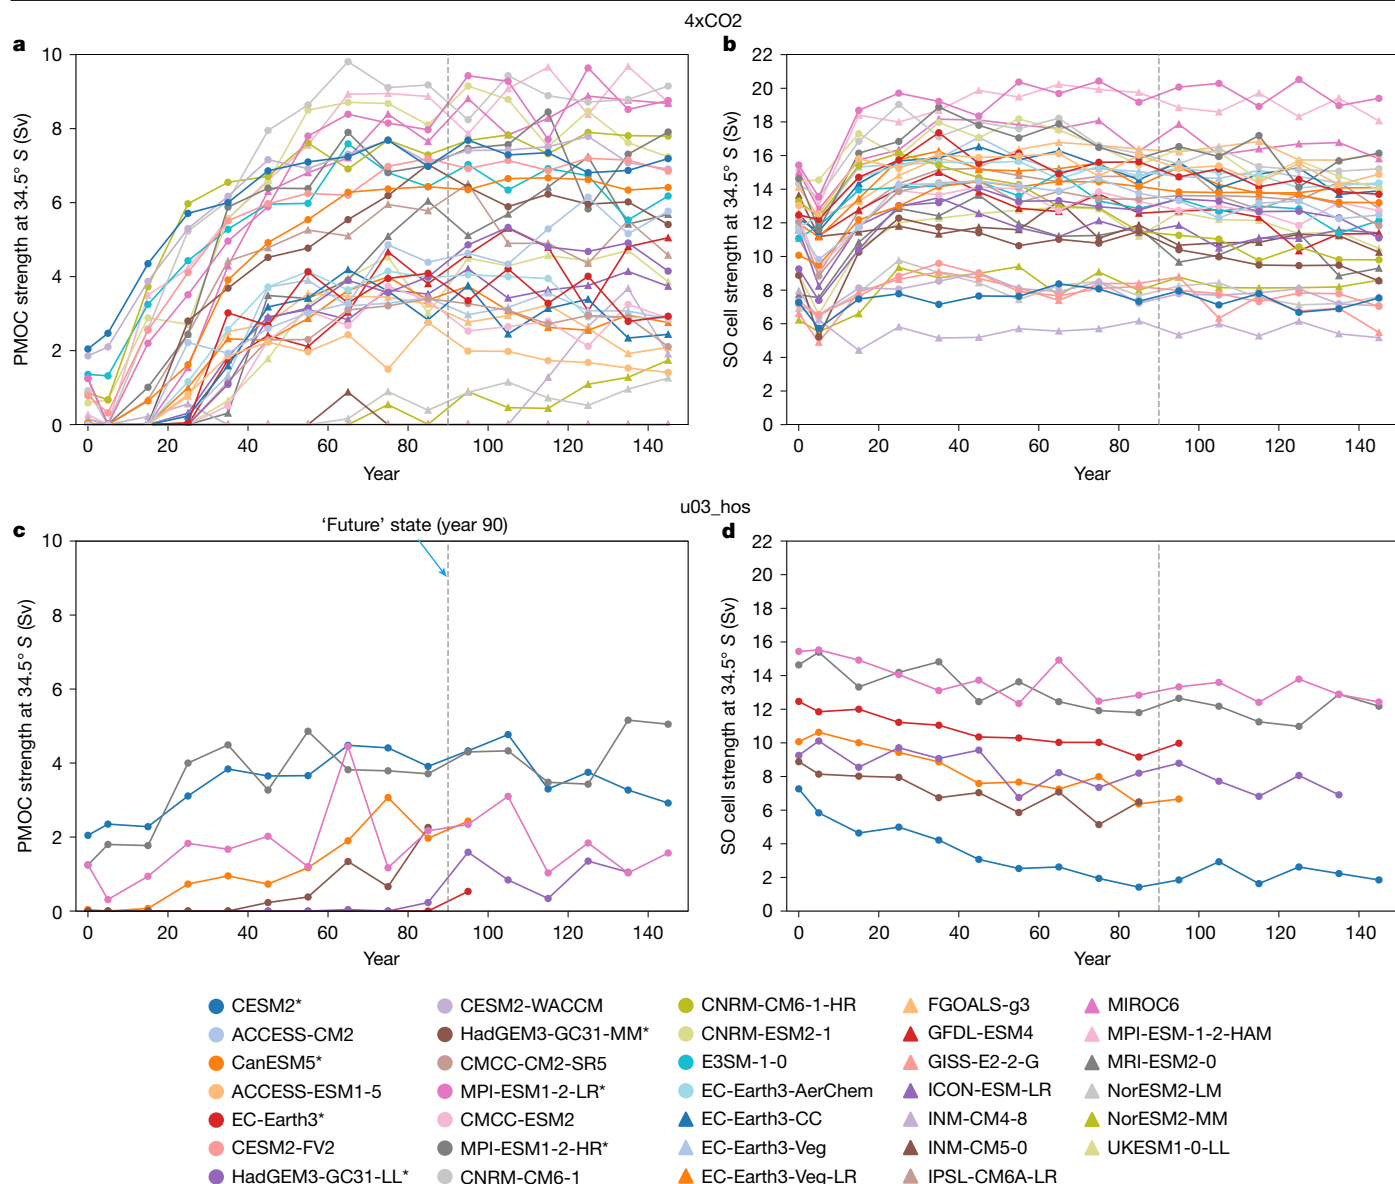 4xCO2
a
b
10
8
6
4
2
0
PMOC strength at 34.5° S (Sv)
0
20
40
60
80
100
120
140
Year
22
20
18
16
14
12
10
8
6
4
2
0
SO cell strength at 34.5° S (Sv)
0
20
40
60
80
100
120
140
Year
u03_hos
c
'Future' state (year 90)
d
10
8
6
4
2
0
PMOC strength at 34.5° S (Sv)
0
20
40
60
80
100
120
140
Year
22
20
18
16
14
12
10
8
6
4
2
0
SO cell strength at 34.5° S (Sv)
0
20
40
60
80
100
120
140
Year
CESM2*
ACCESS-CM2
CanESM5*
ACCESS-ESM1-5
EC-Earth3*
CESM2-FV2
HadGEM3-GC31-LL*
CESM2-WACCM
HadGEM3-GC31-MM*
CMCC-CM2-SR5
MPI-ESM1-2-LR*
CMCC-ESM2
MPI-ESM1-2-HR*
CNRM-CM6-1
CNRM-CM6-1-HR
CNRM-ESM2-1
E3SM-1-0
EC-Earth3-AerChem
EC-Earth3-CC
EC-Earth3-Veg
EC-Earth3-Veg-LR
FGOALS-g3
GFDL-ESM4
GISS-E2-2-G
ICON-ESM-LR
INM-CM4-8
INM-CM5-0
IPSL-CM6A-LR
MIROC6
MPI-ESM-1-2-HAM
MRI-ESM2-0
NorESM2-LM
NorESM2-MM
UKESM1-0-LL